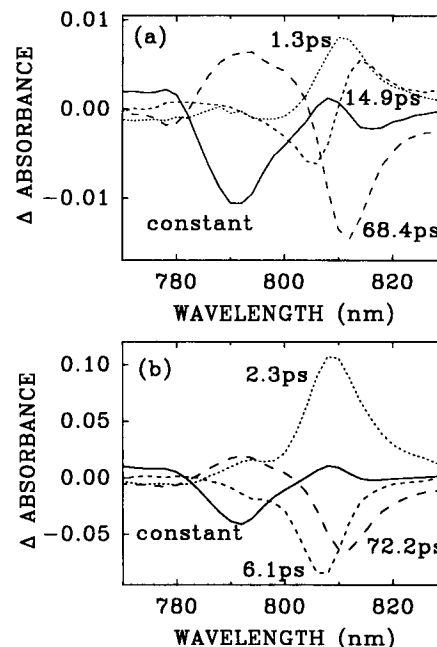 (a)
1.3ps
0.01
0.00
14.9ps
-0.01
constant
68.4ps
Δ ABSORBANCE
780 800 820
WAVELENGTH (nm)
(b)
2.3ps
0.10
0.05
0.00
constant
-0.05
72.2ps
6.1ps
Δ ABSORBANCE
780 800 820
WAVELENGTH (nm)